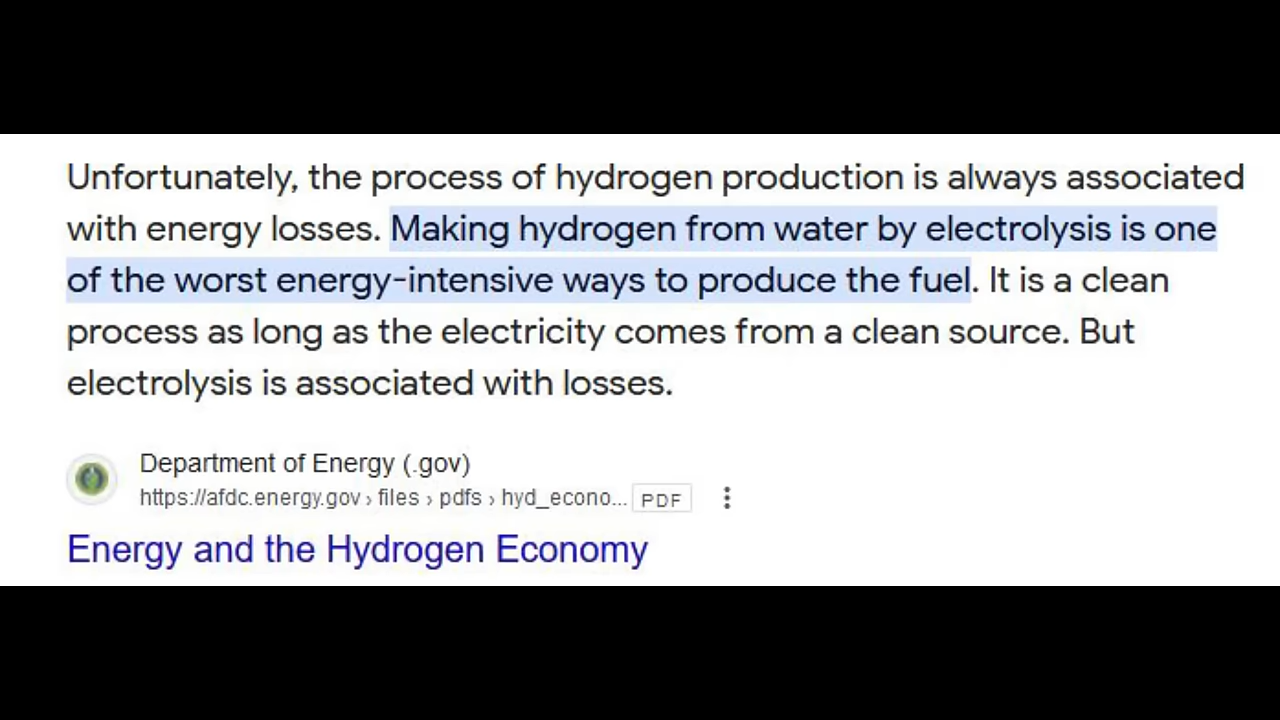 Unfortunately, the process of hydrogen production is always associated
with energy losses. Making hydrogen from water by electrolysis is one
of the worst energy-intensive ways to produce the fuel. It is a clean
process as long as the electricity comes from a clean source. But
electrolysis is associated with losses.
Department of Energy (.gov)
https://afdc.energy.gov › files › pdfs › hyd_econo... PDF
Energy and the Hydrogen Economy